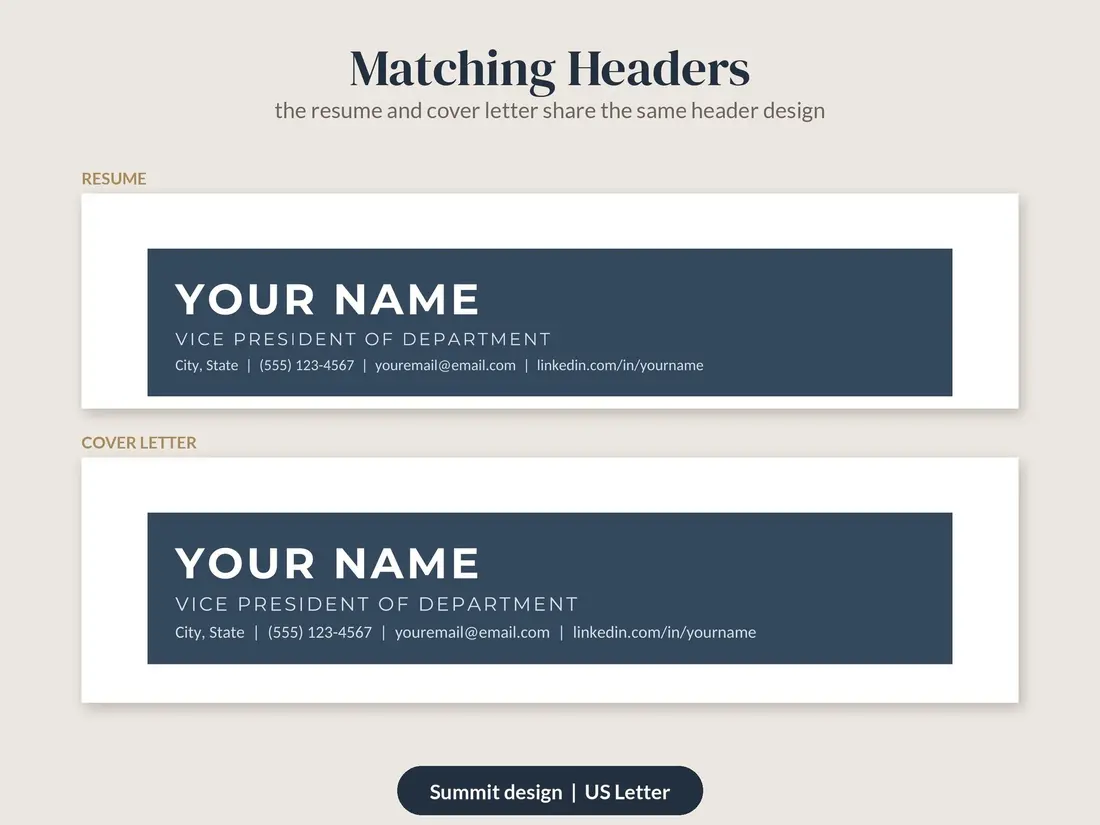 Matching Headers
the resume and cover letter share the same header design
RESUME
YOUR NAME
VICE PRESIDENT OF DEPARTMENT
City, State | (555) 123-4567 | youremail@email.com | linkedin.com/in/yourname
COVER LETTER
YOUR NAME
VICE PRESIDENT OF DEPARTMENT
City, State | (555) 123-4567 | youremail@email.com | linkedin.com/in/yourname
Summit design | US Letter